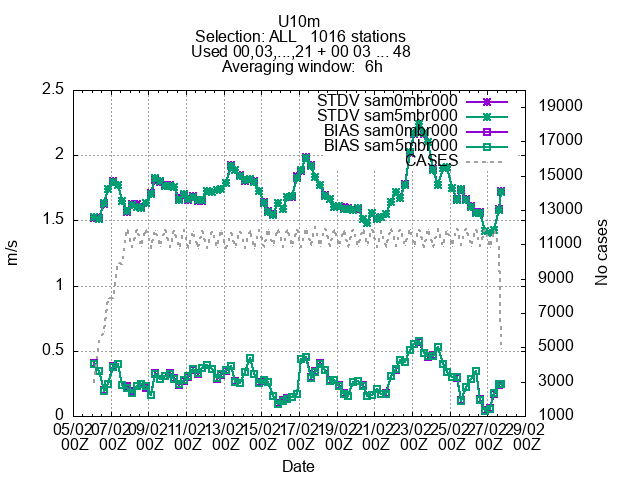 U10m
Selection: ALL   1016 stations
Used 00,03,...,21 + 00 03 ... 48
Averaging window:  6h
STDV sam0mbr000
STDV sam5mbr000
BIAS sam0mbr000
BIAS sam5mbr000
CASES
2.5
2
1.5
1
0.5
0
m/s
19000
17000
15000
13000
11000
9000
7000
5000
3000
1000
No cases
05/02 07/02 09/02 11/02 13/02 15/02 17/02 19/02 21/02 23/02 25/02 27/02 29/02
00Z 00Z 00Z 00Z 00Z 00Z 00Z 00Z 00Z 00Z 00Z 00Z 00Z
Date